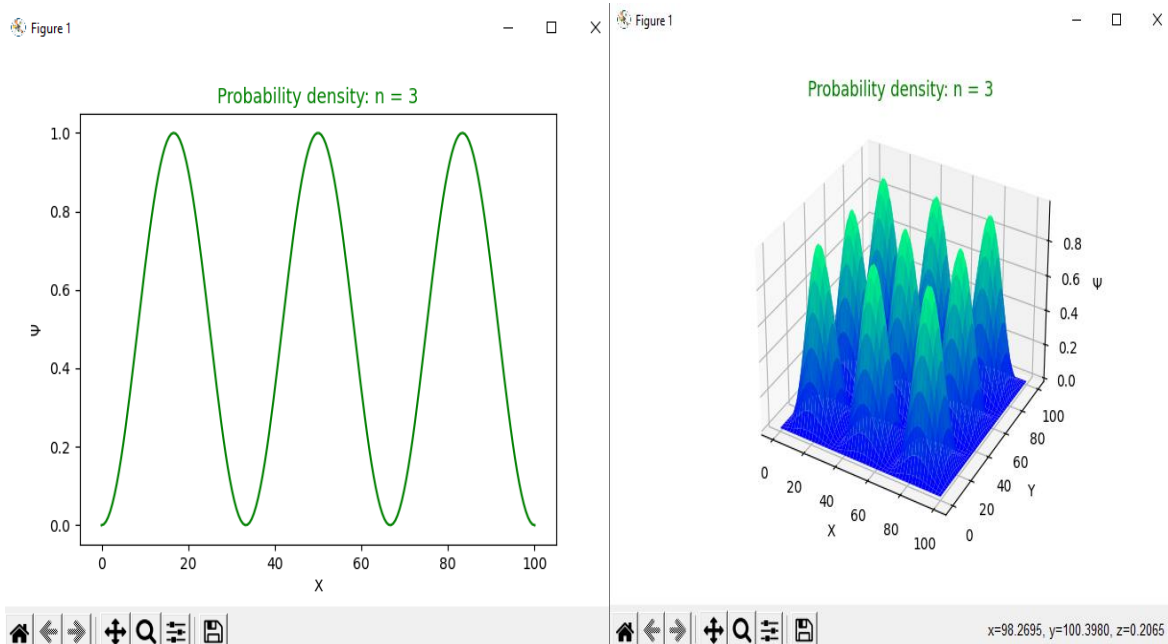 Figure 1
Probability density: n = 3
1.0
0.8
0.6
0.4
0.2
0.0
Ψ
0 20 40 60 80 100
X
Figure 1
Probability density: n = 3
0.8
0.6
0.4
0.2
0.0
Ψ
0 20 40 60 80 100
X
0 20 40 60 80 100
Y
x=98.2695, y=100.3980, z=0.2065